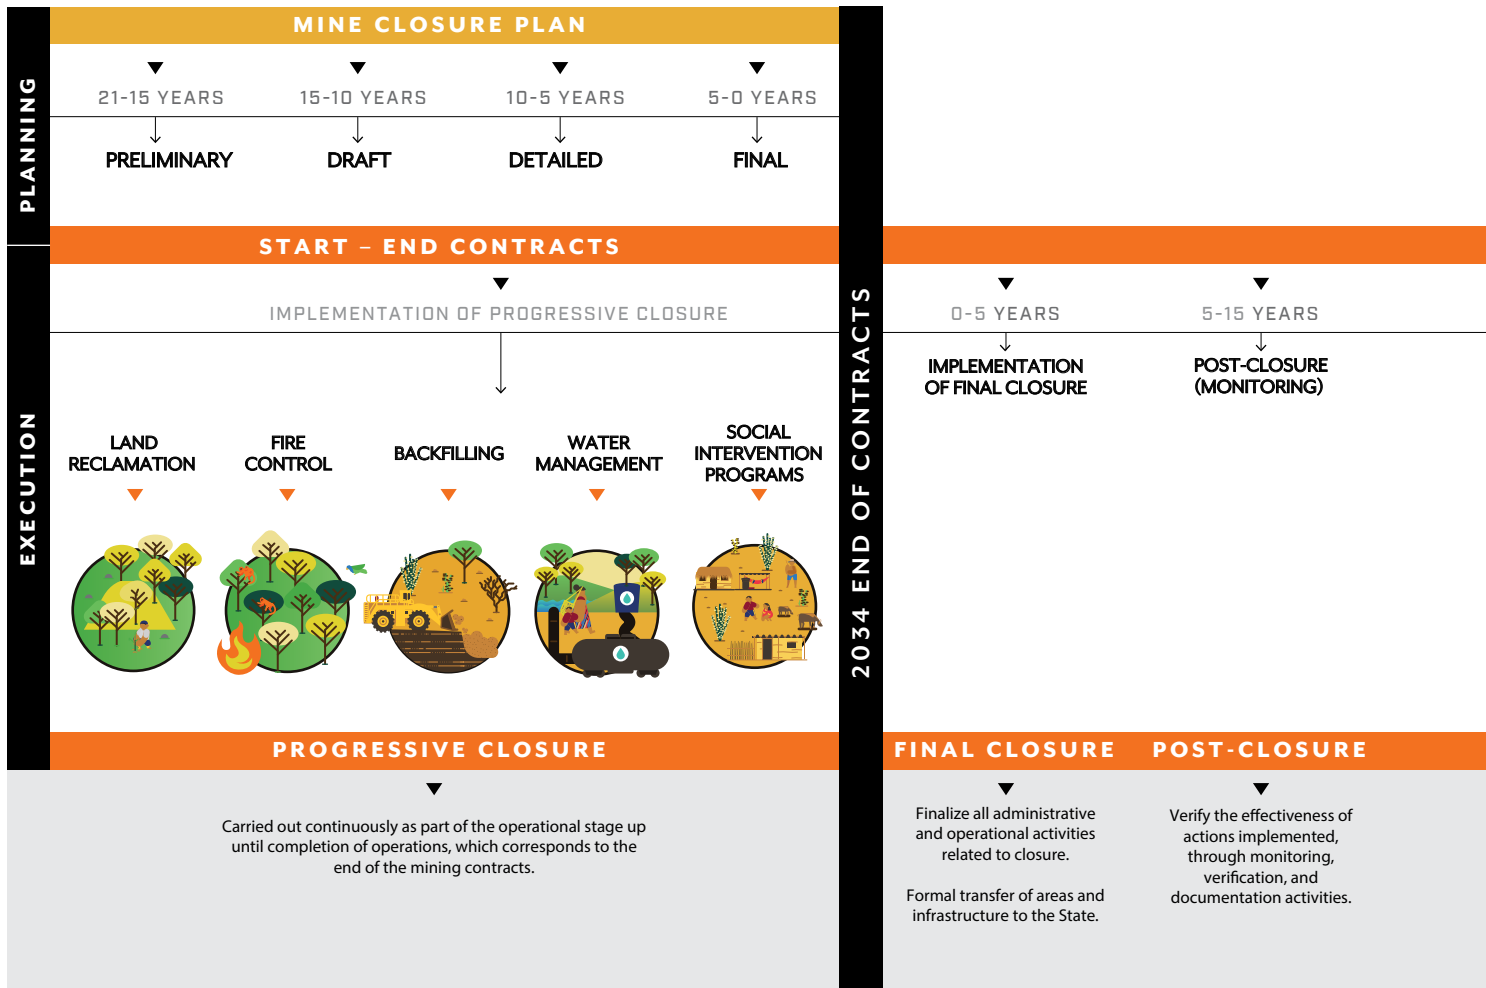 PLANNING
MINE CLOSURE PLAN
21-15 YEARS
15-10 YEARS
10-5 YEARS
5-0 YEARS
PRELIMINARY
DRAFT
DETAILED
FINAL
EXECUTION
START – END CONTRACTS
IMPLEMENTATION OF PROGRESSIVE CLOSURE
LAND
RECLAMATION
FIRE
CONTROL
BACKFILLING
WATER
MANAGEMENT
SOCIAL
INTERVENTION
PROGRAMS
2034 END OF CONTRACTS
0-5 YEARS
IMPLEMENTATION
OF FINAL CLOSURE
5-15 YEARS
POST-CLOSURE
(MONITORING)
PROGRESSIVE CLOSURE
Carried out continuously as part of the operational stage up
until completion of operations, which corresponds to the
end of the mining contracts.
FINAL CLOSURE
Finalize all administrative
and operational activities
related to closure.
Formal transfer of areas and
infrastructure to the State.
POST-CLOSURE
Verify the effectiveness of
actions implemented,
through monitoring,
verification, and
documentation activities.